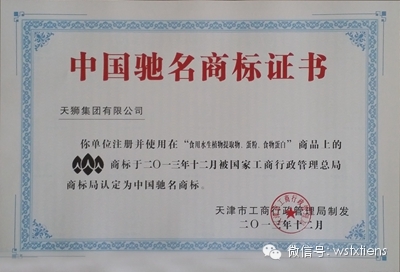 中国驰名商标证书
天狮集团有限公司
你单位注册并使用在“食用水生植物提取物、蛋粉、食物蛋白”商品上的
商标于二〇一三年十二月被国家工商行政管理总局
商标局认定为中国驰名商标。
天津市工商行政管理局制发
二〇一三年十二月
微信号: wsfxtiens